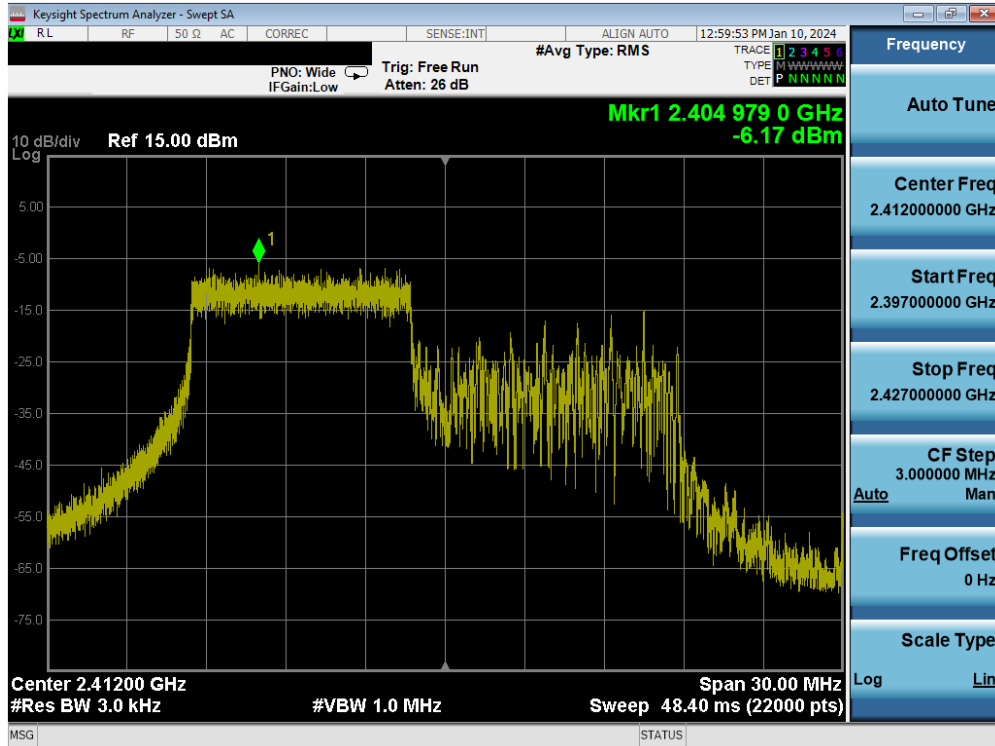 Keysight Spectrum Analyzer - Swept SA
LXI RL RF 50 Ω AC CORREC SENSE:INT ALIGN AUTO 12:59:53 PM Jan 10, 2024
#Avg Type: RMS
TRACE 1 2 3 4 5 6
TYPE M WWWWW
DET P N N N N N
PNO: Wide
IFGain:Low
Trig: Free Run
Atten: 26 dB
Mkr1 2.404 979 0 GHz
-6.17 dBm
10 dB/div
Log
Ref 15.00 dBm
5.00
-5.00
-15.0
-25.0
-35.0
-45.0
-55.0
-65.0
-75.0
1
Center 2.41200 GHz
Span 30.00 MHz
#Res BW 3.0 kHz
#VBW 1.0 MHz
Sweep 48.40 ms (22000 pts)
MSG
STATUS
Frequency
Auto Tune
Center Freq
2.412000000 GHz
Start Freq
2.397000000 GHz
Stop Freq
2.427000000 GHz
CF Step
3.000000 MHz
Auto Man
Freq Offset
0 Hz
Scale Type
Log Lin